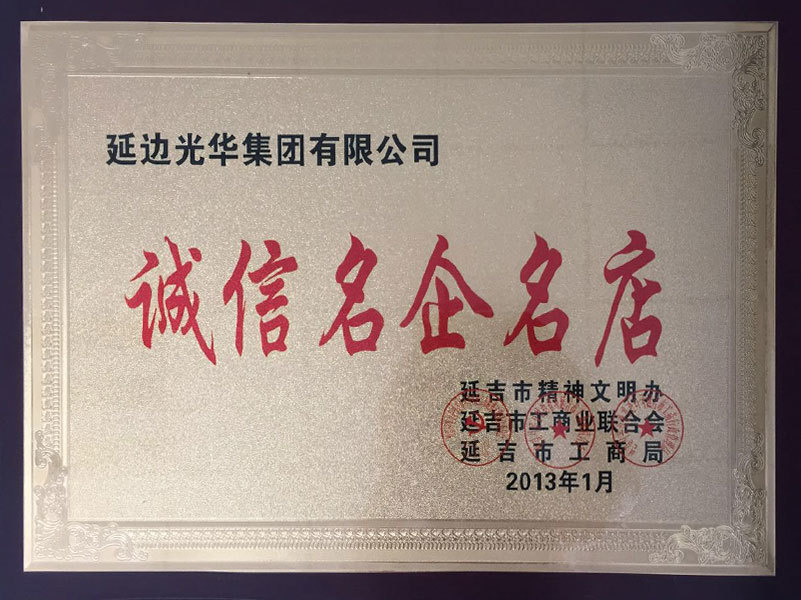 延边光华集团有限公司
诚信名企名店
延吉市精神文明办
延吉市工商业联合会
延吉市工商局
2013年1月